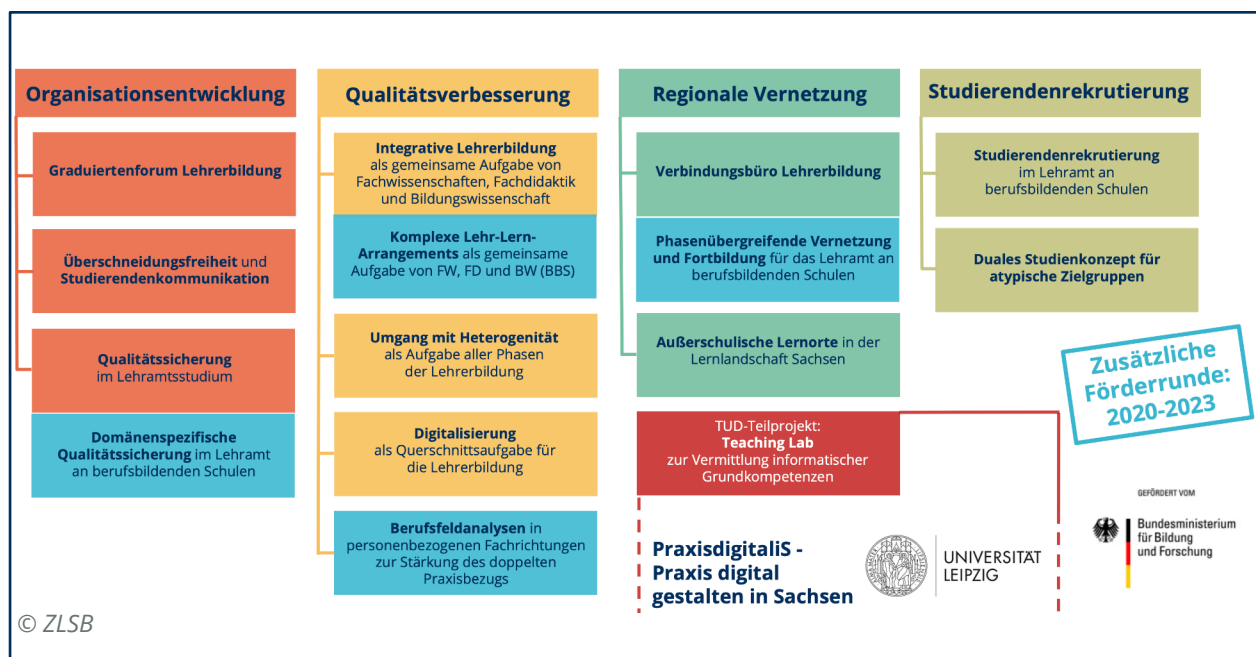 Organisationsentwicklung
Graduiertenforum Lehrerbildung
Überschneidungsfreiheit und
Studierendenkommunikation
Qualitätssicherung
im Lehramtsstudium
Domänenspezifische
Qualitätssicherung im Lehramt
an berufsbildenden Schulen
Qualitätsverbesserung
Integrative Lehrerbildung
als gemeinsame Aufgabe von
Fachwissenschaften, Fachdidaktik
und Bildungswissenschaft
Komplexe Lehr-Lern-
Arrangements als gemeinsame
Aufgabe von FW, FD und BW (BBS)
Umgang mit Heterogenität
als Aufgabe aller Phasen
der Lehrerbildung
Digitalisierung
als Querschnittsaufgabe für
die Lehrerbildung
Berufsfeldanalysen in
personenbezogenen Fachrichtungen
zur Stärkung des doppelten
Praxisbezugs
Regionale Vernetzung
Verbindungsbüro Lehrerbildung
Phasenübergreifende Vernetzung
und Fortbildung für das Lehramt an
berufsbildenden Schulen
Außerschulische Lernorte in der
Lernlandschaft Sachsen
TUD-Teilprojekt:
Teaching Lab
zur Vermittlung informatischer
Grundkompetenzen
PraxisdigitaliS -
Praxis digital
gestalten in Sachsen
UNIVERSITÄT
LEIPZIG
Studierendenrekrutierung
Studierendenrekrutierung
im Lehramt an
berufsbildenden Schulen
Duales Studienkonzept für
atypische Zielgruppen
Zusätzliche
Förderrunde:
2020-2023
GEFÖRDERT VOM
Bundesministerium
für Bildung
und Forschung
© ZLSB